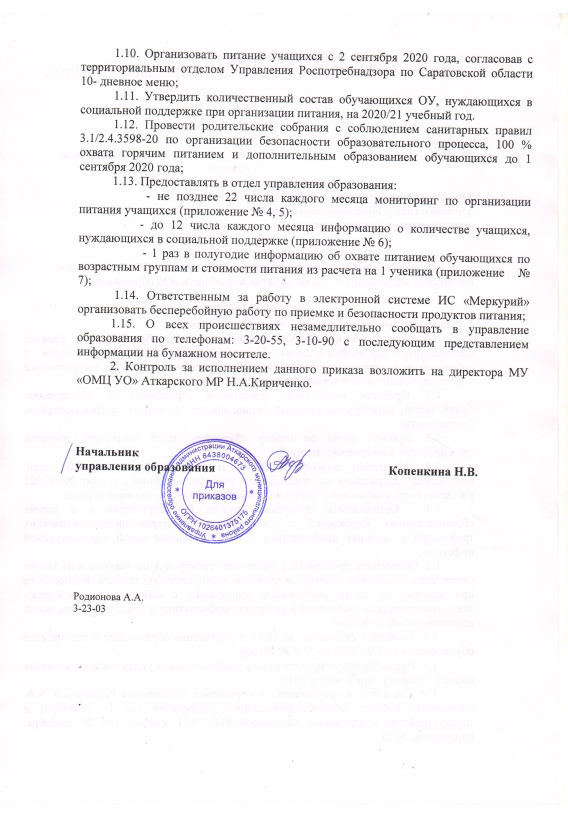 1.10. Организовать питание учащихся с 2 сентября 2020 года, согласовав с
территориальным отделом Управления Роспотребнадзора по Саратовской области
10- дневное меню;
1.11. Утвердить количественный состав обучающихся ОУ, нуждающихся в
социальной поддержке при организации питания, на 2020/21 учебный год.
1.12. Провести родительские собрания с соблюдением санитарных правил
3.1/2.4.3598-20 по организации безопасности образовательного процесса, 100 %
охвата горячим питанием и дополнительным образованием обучающихся до 1
сентября 2020 года;
1.13. Предоставлять в отдел управления образования:
- не позднее 22 числа каждого месяца мониторинг по организации
питания учащихся (приложение № 4, 5);
- до 12 числа каждого месяца информацию о количестве учащихся,
нуждающихся в социальной поддержке (приложение № 6);
- 1 раз в полугодие информацию об охвате питанием обучающихся по
возрастным группам и стоимости питания из расчета на 1 ученика (приложение №
7);
1.14. Ответственным за работу в электронной системе ИС «Меркурий»
организовать бесперебойную работу по приемке и безопасности продуктов питания;
1.15. О всех происшествиях незамедлительно сообщать в управление
образования по телефонам: 3-20-55, 3-10-90 с последующим представлением
информации на бумажном носителе.
2. Контроль за исполнением данного приказа возложить на директора МУ
«ОМЦ УО» Аткарского МР Н.А.Кириченко.
Начальник
управления образования
Копенкина Н.В.
Управление образования администрации Аткарского муниципального района
ИНН 6438004673
Для
приказов
ОГРН 1026401375175
Родионова А.А.
3-23-03